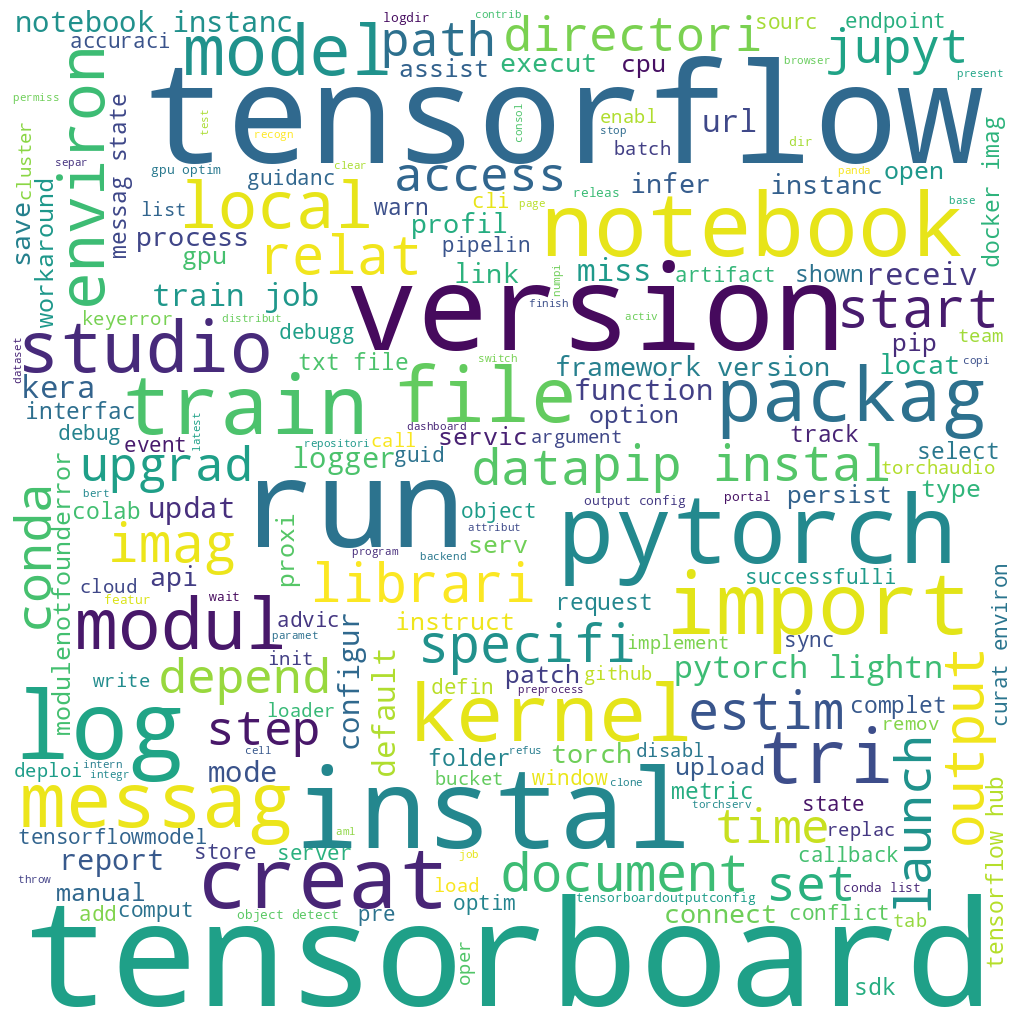 notebook instanc
model
path
logdir
contrib
directori
sourc
endpoint
jupyt
accuraci
assist
execut
cpu
browser
present
tensorflow
permiss
environ
message state
test
recogn
consol
enabl
stop
url
batch
dir
docker imag
cluster
separ
gpu optim
guidanc
clear
access
infer
instanc
panda
open
save
workaround
list
local
warn
cli
page
releas
notebook
base
process
relat
profil
pipelin
gpu
link
numpi
miss
artifact
shown
receiv
train job
version
finish
activ
start
keyerror
distribut
debugg
team
dataset
studio
txt file
switch
framework version
pip
locat
copi
kera
train
file
function
packag
interfac
option
debug
event
latest
repositori
call
dashboard
servic
argument
track
select
upgrad
logger
guid
data
pip instal
torchaudio
modulenotfounderror
bert
conda
colab
updat
run
object
attribut
output config
portal
persist
type
imag
proxi
program
backend
serv
pytorch
cloud
api
featur
wait
librari
successfulli
request
import
curat environ
modul
advic
paramet
instruct
specifi
implement
sync
init
depend
configur
default
defin
patch
preprocess
github
pytorch lightn
write
loader
log
step
cell
kernel
estim
complet
remov
output
deploi
intern
integr
mode
folder
refus
torch
disabl
tri
launch
bucket
window
clone
upload
metric
torchserv
state
messag
instal
time
replac
tensorflowmodel
aml
report
store
server
job
callback
tensorflow hub
throw
manual
creat
load
document
set
conda list
add
comput
object detect
pre
optim
tensorboardoutputconfig
connect
conflict
tab
oper
tensorboard
sdk